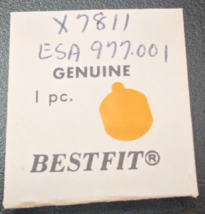 X7811
ESA 977.001
GENUINE
1 pc.
BESTFIT®